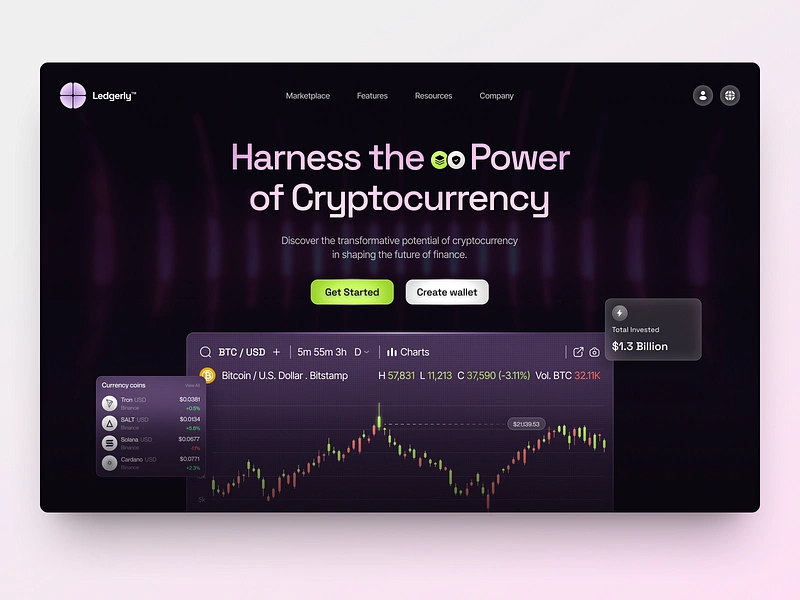 Ledgerly™
Marketplace Features Resources Company
Harness the Power
of Cryptocurrency
Discover the transformative potential of cryptocurrency
in shaping the future of finance.
Get Started Create wallet
Total Invested
$1.3 Billion
BTC / USD + 5m 55m 3h D Charts
Bitcoin / U.S. Dollar . Bitstamp H 57,831 L 11,213 C 37,590 (-3.11%) Vol. BTC 32.11K
$21,139.53
5k
Currency coins View All
Tron USD $0.0381
Binance +0.5%
SALT USD $0.0134
Binance +5.8%
Solana USD $0.0677
Binance
Cardano USD $0.0771
Binance +2.3%